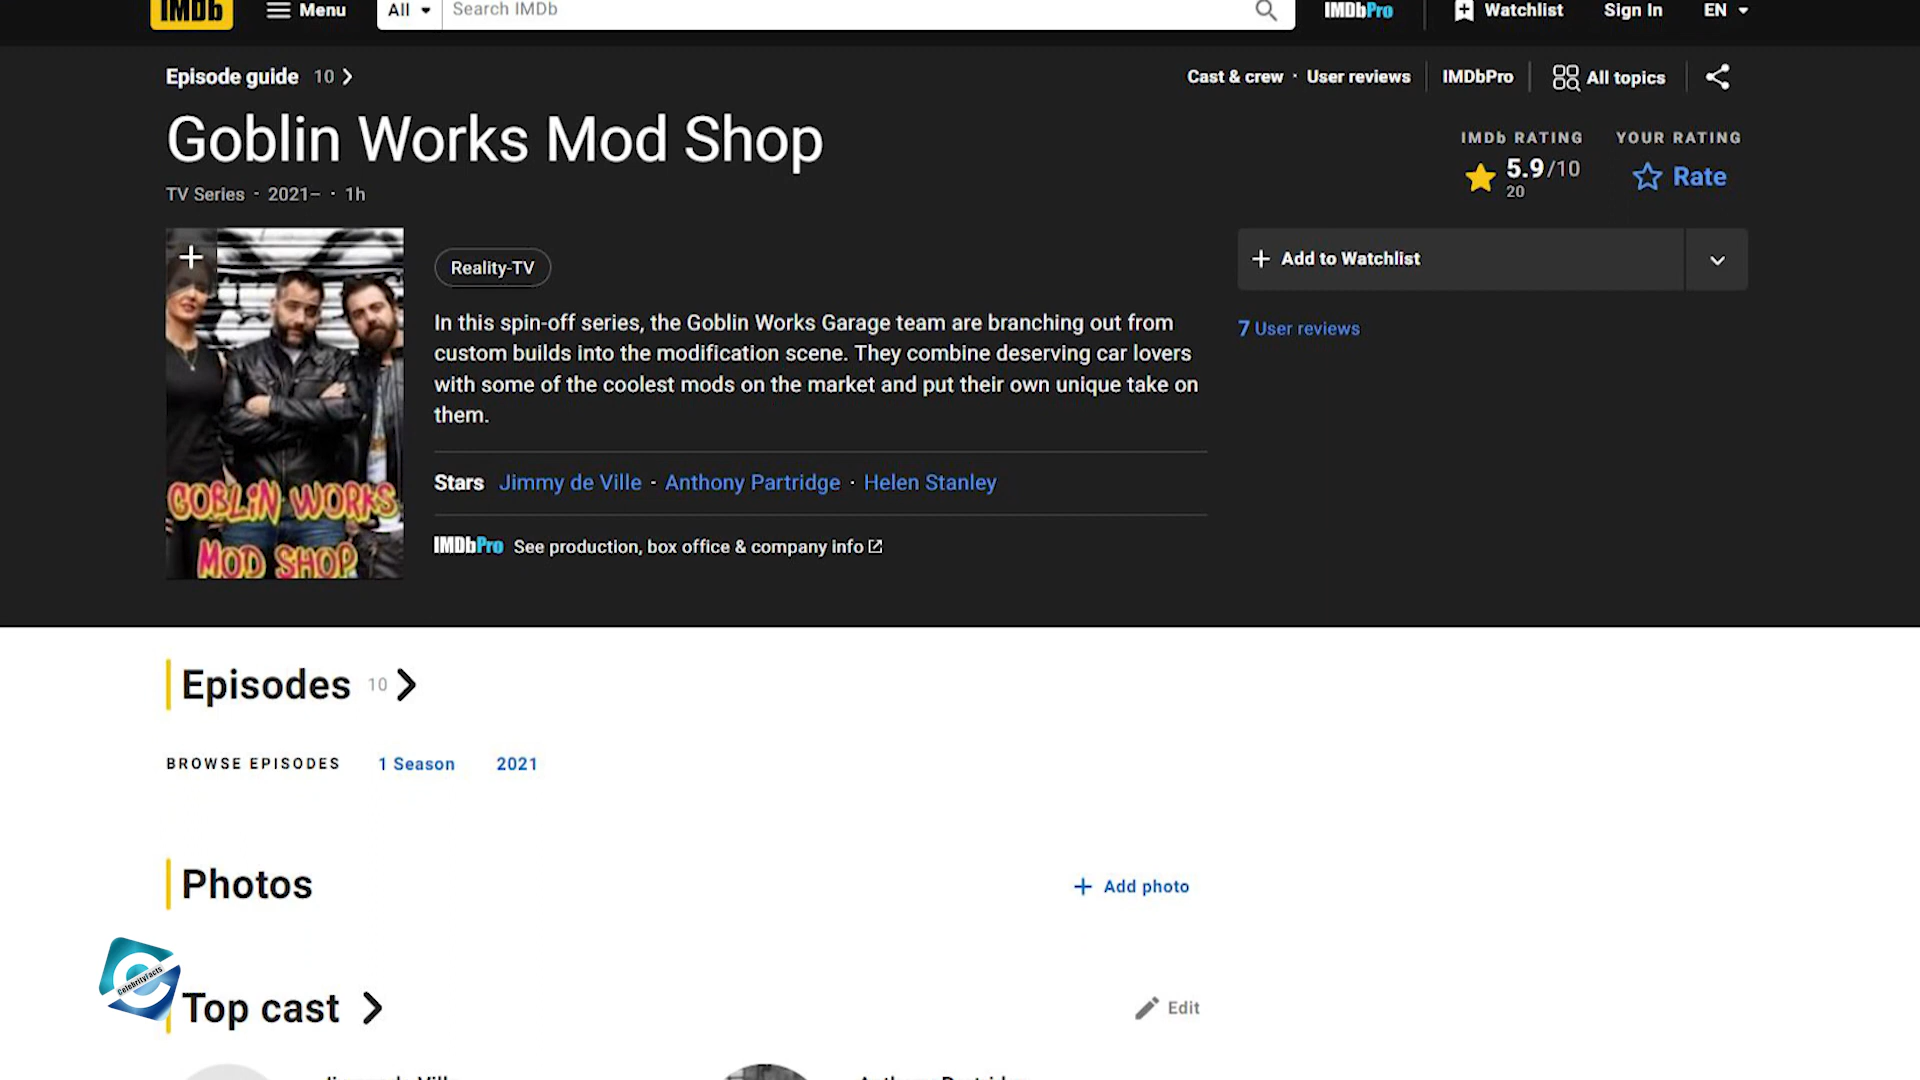 IMDb
Menu
All
Search IMDb
IMDbPro
Watchlist
Sign In
EN
Episode guide 10
Cast & crew · User reviews
IMDbPro
All topics
Goblin Works Mod Shop
TV Series · 2021– · 1h
IMDb RATING
5.9/10
20
YOUR RATING
Rate
GOBLIN WORKS
MOD SHOP
Reality-TV
In this spin-off series, the Goblin Works Garage team are branching out from
custom builds into the modification scene. They combine deserving car lovers
with some of the coolest mods on the market and put their own unique take on
them.
Stars Jimmy de Ville · Anthony Partridge · Helen Stanley
IMDbPro See production, box office & company info
Add to Watchlist
7 User reviews
Episodes 10
BROWSE EPISODES 1 Season 2021
Photos
Add photo
CelebrityFacts
Top cast
Edit